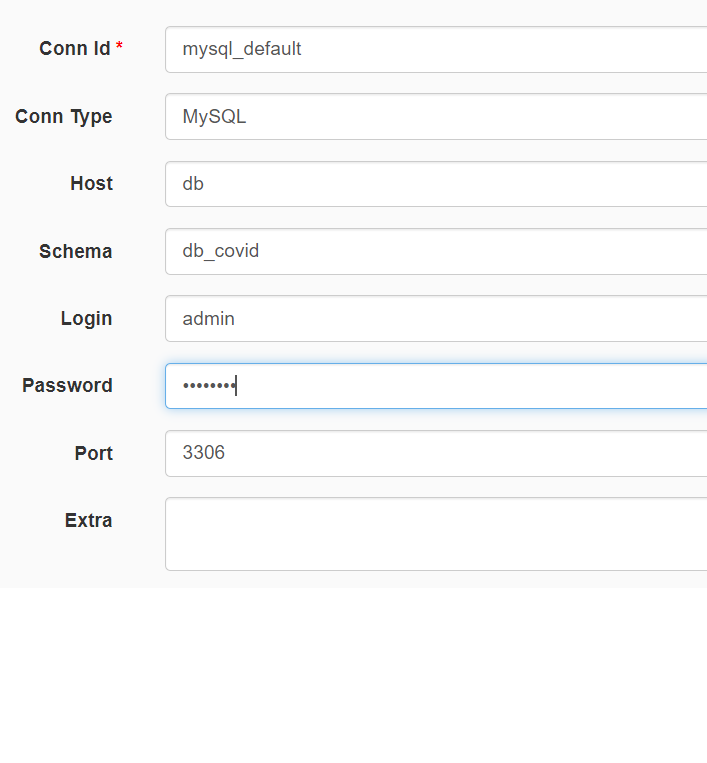 Conn Id * mysql_default
Conn Type MySQL
Host db
Schema db_covid
Login admin
Password ••••••••
Port 3306
Extra